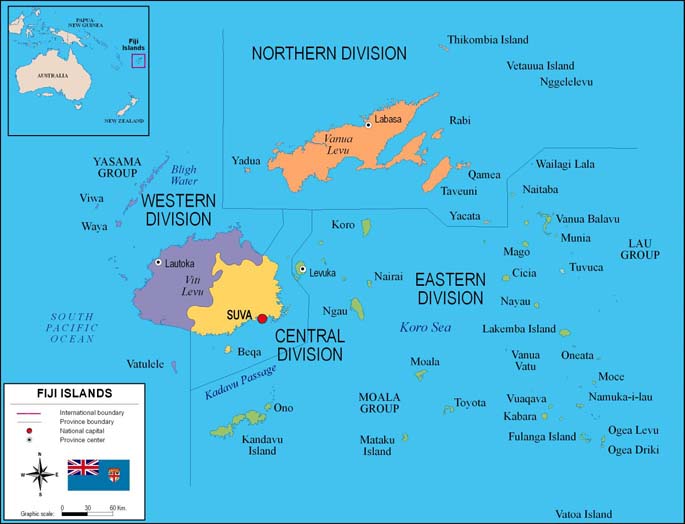 PAPUA
NEW GUINEA
Fiji
Islands
AUSTRALIA
NEW ZEALAND
NORTHERN DIVISION
Thikombia Island
Vetauua Island
Nggelelevu
Labasa
Vanua
Levu
Rabi
Yadua
Qamea
Taveuni
Wailagi Lala
YASAMA
GROUP
Bligh
Water
Viwa
Waya
WESTERN
DIVISION
Naitaba
Yacata
Vanua Balavu
Munia
Koro
LAU
GROUP
Mago
Lautoka
Viti
Levu
Levuka
Nairai
EASTERN
DIVISION
Cicia
Tuvuca
Nayau
SOUTH
PACIFIC
OCEAN
SUVA
Ngau
Koro Sea
Lakemba Island
CENTRAL
DIVISION
Beqa
Vatulele
Kadavu Passage
Moala
Vanua
Vatu
Oneata
Moce
MOALA
GROUP
Toyota
Vuaqava
Namuka-i-lau
Kabara
Ono
Kandavu
Island
Mataku
Island
Fulanga Island
Ogea Levu
Ogea Driki
Vatoa Island
FIJI ISLANDS
International boundary
Province boundary
National capital
Province center
N
W
E
S
Graphic scale:
0
30
60 Km.